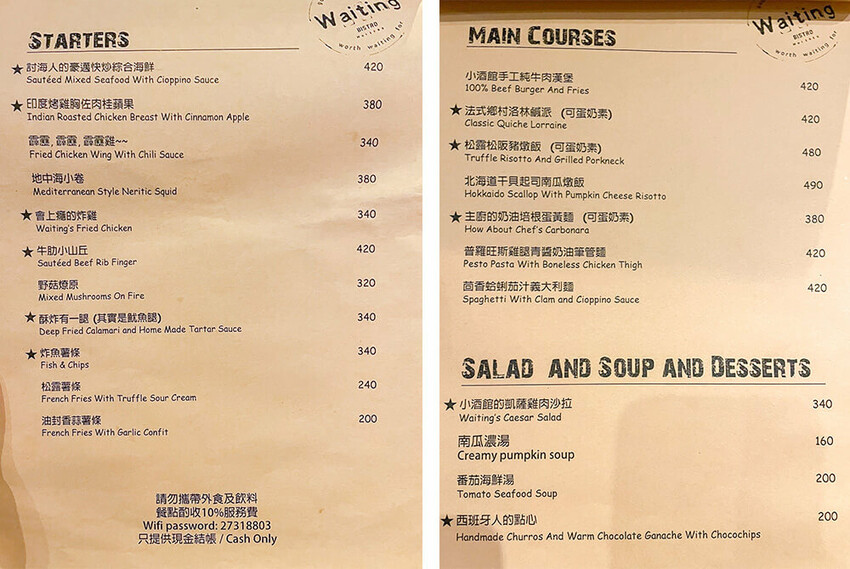 STARTERS
Waiting
BISTRO
worth waiting for
★討海人的豪邁快炒綜合海鮮 420
Sautéed Mixed Seafood With Cioppino Sauce
★印度烤雞胸佐肉桂蘋果 380
Indian Roasted Chicken Breast With Cinnamon Apple
霹靂, 霹靂, 霹靂雞~~ 340
Fried Chicken Wing With Chili Sauce
地中海小卷 380
Mediterranean Style Neritic Squid
★會上癮的炸雞 340
Waiting's Fried Chicken
★牛肋小山丘 420
Sautéed Beef Rib Finger
野菇燎原 320
Mixed Mushrooms On Fire
★酥炸有一腿 (其實是魷魚腿) 340
Deep Fried Calamari and Home Made Tartar Sauce
★炸魚薯條 340
Fish & Chips
松露薯條 240
French Fries With Truffle Sour Cream
油封香蒜薯條 200
French Fries With Garlic Confit
請勿攜帶外食及飲料
餐點酌收10%服務費
Wifi password: 27318803
只提供現金結帳 / Cash Only
MAIN COURSES
Waiting
BISTRO
worth waiting for
小酒館手工純牛肉漢堡 420
100% Beef Burger And Fries
★法式鄉村洛林鹹派 (可蛋奶素) 420
Classic Quiche Lorraine
★松露松阪豬燉飯 (可蛋奶素) 480
Truffle Risotto And Grilled Porkneck
北海道干貝起司南瓜燉飯 490
Hokkaido Scallop With Pumpkin Cheese Risotto
★主廚的奶油培根蛋黃麵 (可蛋奶素) 380
How About Chef's Carbonara
普羅旺斯雞腿青醬奶油筆管麵 420
Pesto Pasta With Boneless Chicken Thigh
茴香蛤蜊茄汁義大利麵 420
Spaghetti With Clam and Cioppino Sauce
SALAD AND SOUP AND DESSERTS
★小酒館的凱薩雞肉沙拉 340
Waiting's Caesar Salad
南瓜濃湯 160
Creamy pumpkin soup
番茄海鮮湯 200
Tomato Seafood Soup
★西班牙人的點心 200
Handmade Churros And Warm Chocolate Ganache With Chocochips